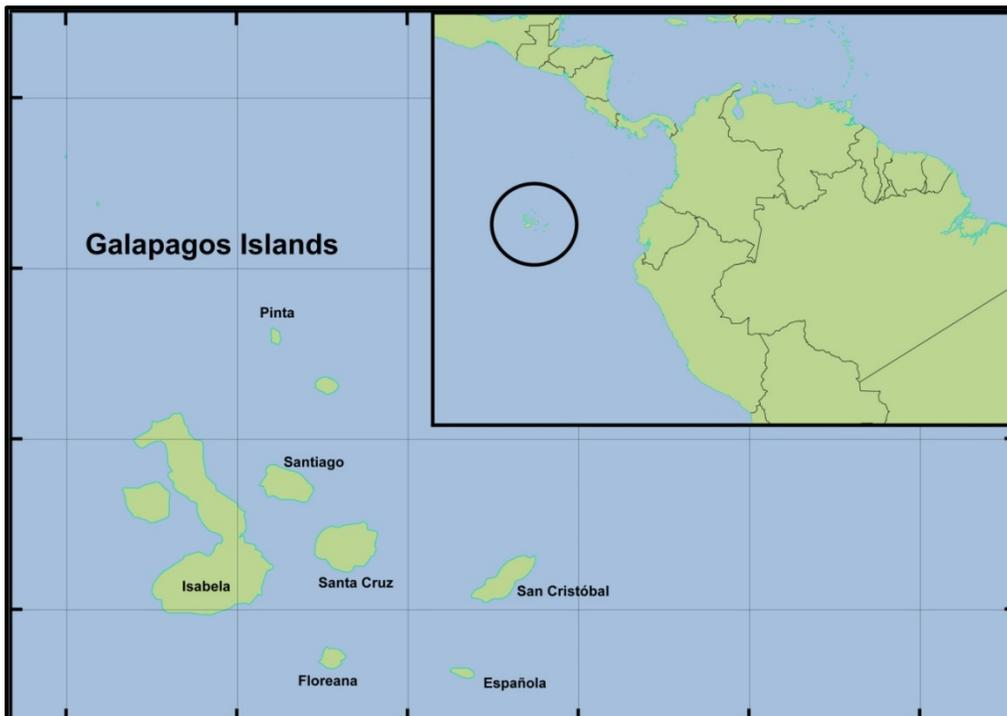 Galapagos Islands
Pinta
Santiago
Isabela
Santa Cruz
San Cristóbal
Floreana
Española